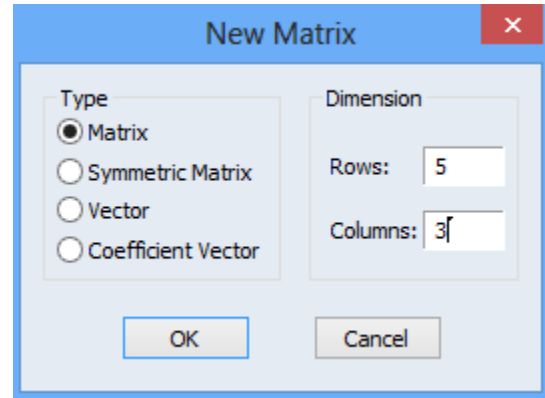 New Matrix
Type
Matrix
Symmetric Matrix
Vector
Coefficient Vector
Dimension
Rows: 5
Columns: 3
OK
Cancel